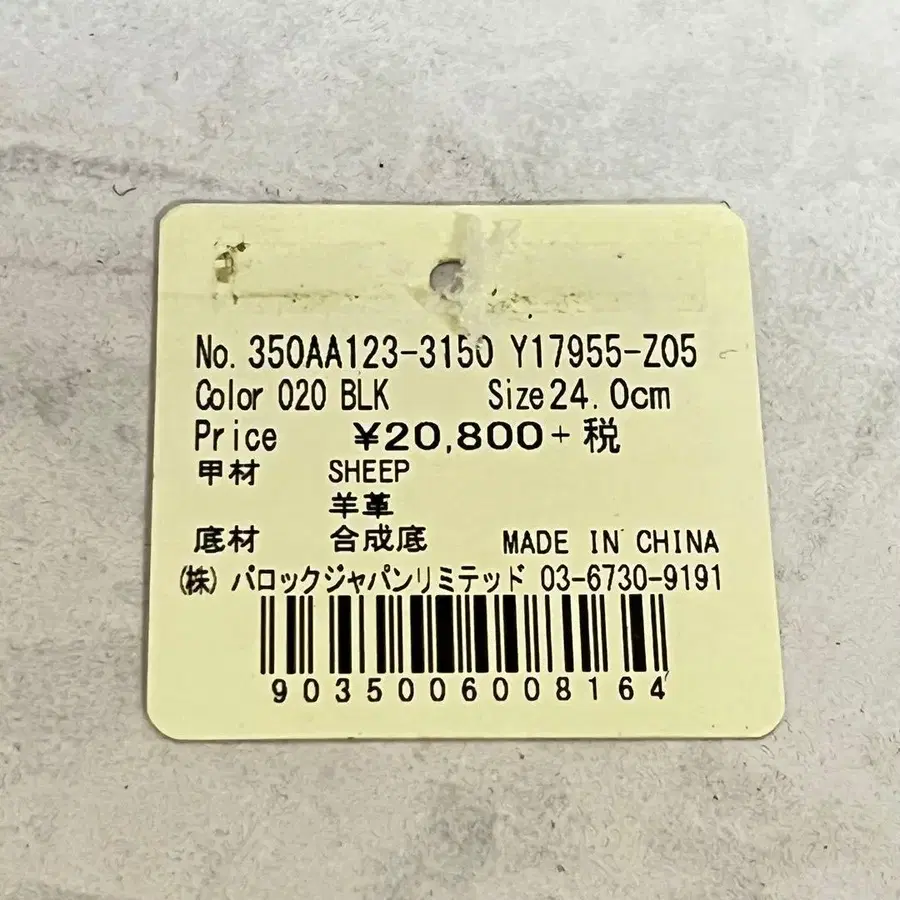 No. 350AA123-3150 Y17955-Z05
Color 020 BLK Size 24.0cm
Price ¥20,800+ 税
甲材 SHEEP
羊革
底材 合成底 MADE IN CHINA
(株) バロックジャパンリミテッド 03-6730-9191
9035006008164